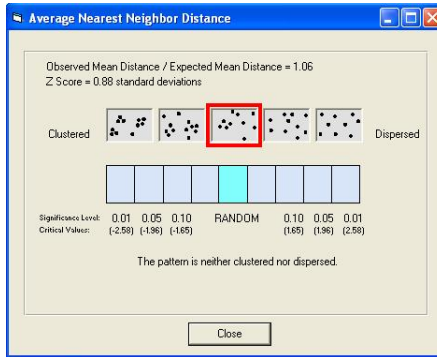 Average Nearest Neighbor Distance
Observed Mean Distance / Expected Mean Distance = 1.06
Z Score = 0.88 standard deviations
Clustered Dispersed
Significance Level: 0.01 0.05 0.10 RANDOM 0.10 0.05 0.01
Critical Values: (-2.58) (-1.96) (-1.65) (1.65) (1.96) (2.58)
The pattern is neither clustered nor dispersed.
Close